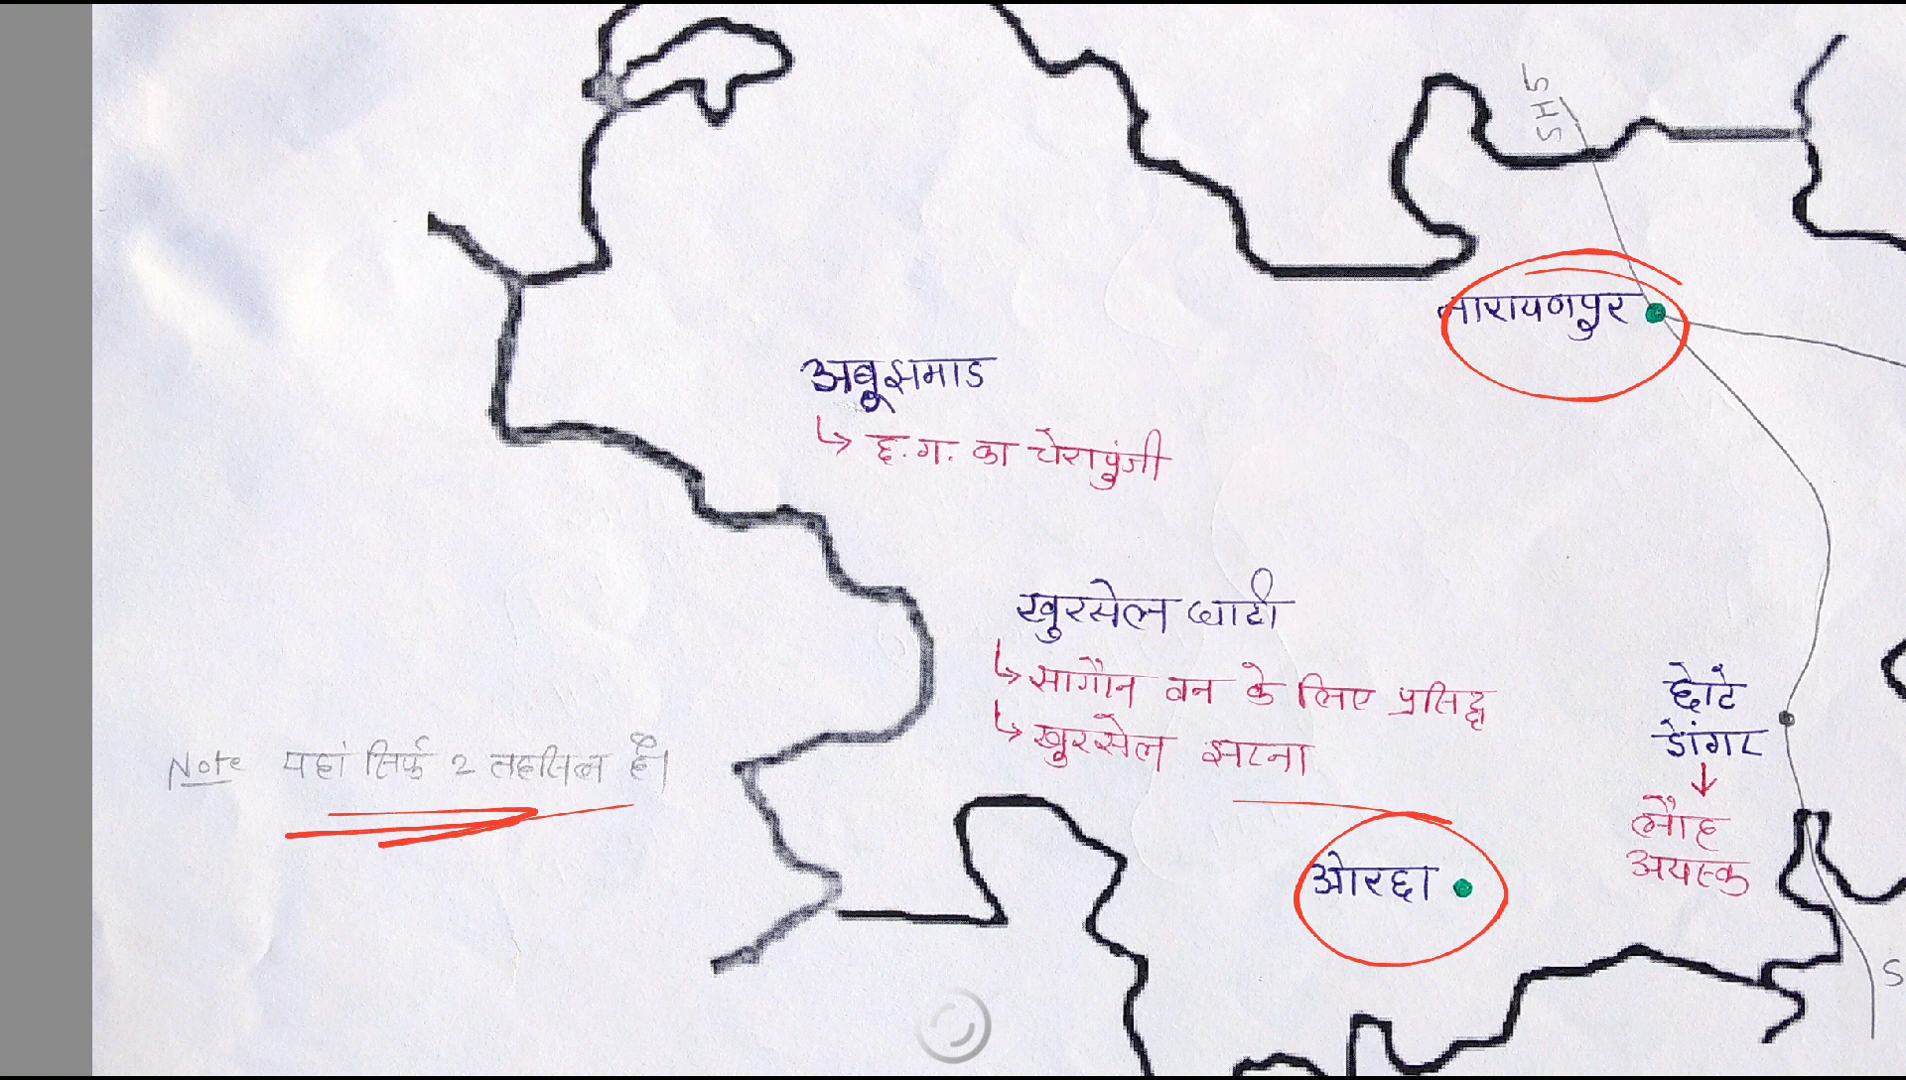 SH5
नारायणपुर
अबूझमाड
↳ छ.ग. का चेरापुंजी
खुरसेल घाटी
↳ सागौन वन के लिए प्रसिद्ध
↳ खुरसेल झरना
छोटे
डोंगर
↓
लौह
अयस्क
Note यहां सिर्फ 2 तहसिल है।
ओरछा
S